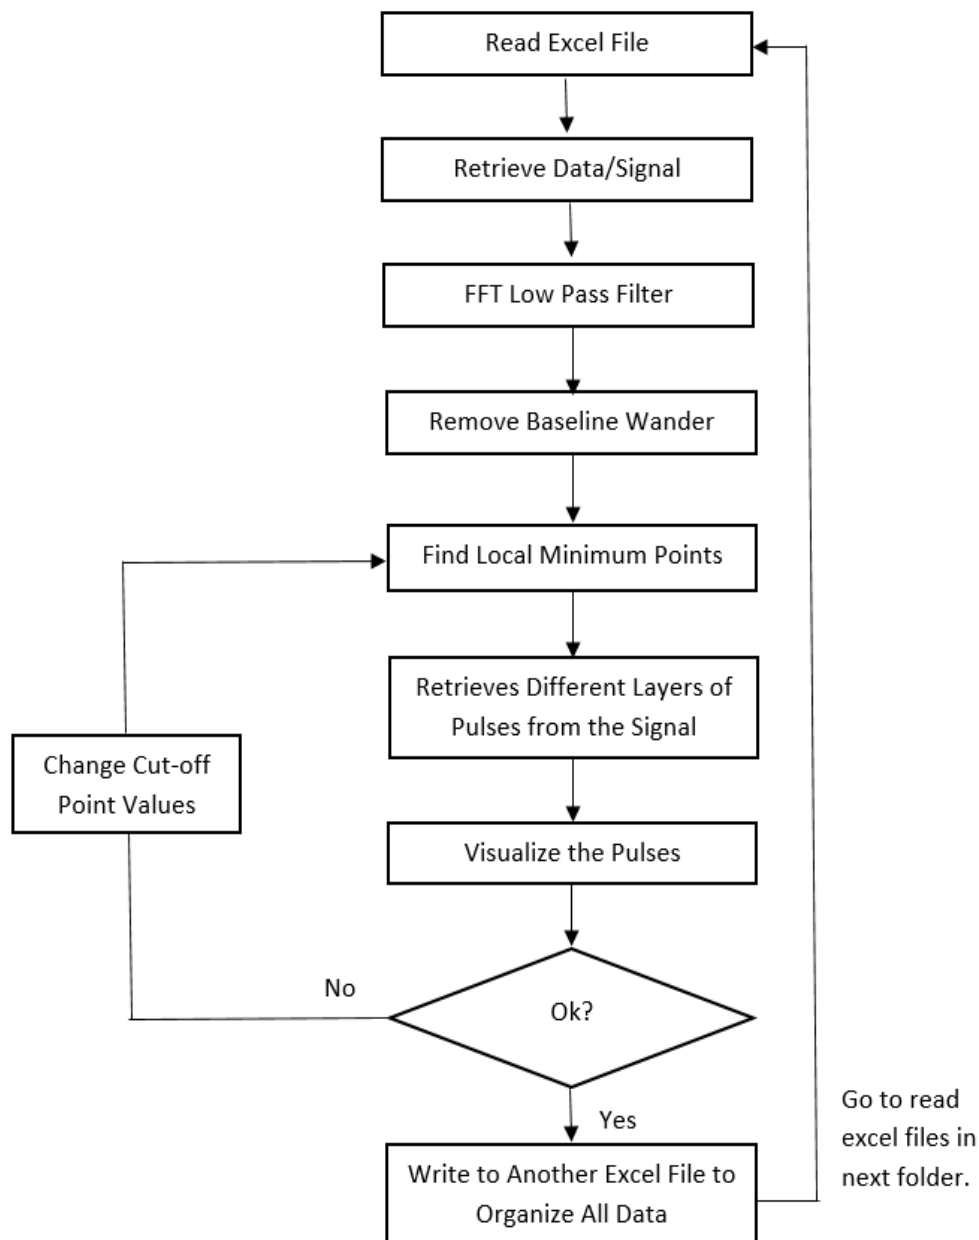 Read Excel File
Retrieve Data/Signal
FFT Low Pass Filter
Remove Baseline Wander
Find Local Minimum Points
Retrieves Different Layers of
Pulses from the Signal
Change Cut-off
Point Values
Visualize the Pulses
No
Ok?
Yes
Go to read
excel files in
next folder.
Write to Another Excel File to
Organize All Data